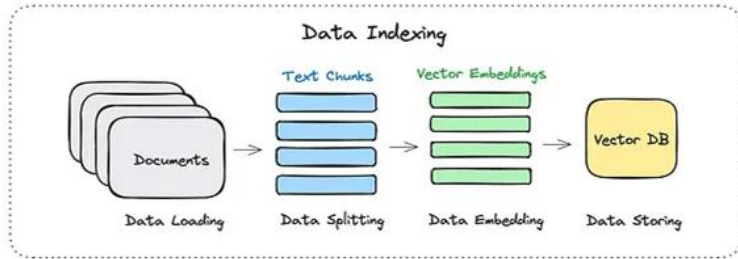 Data Indexing
Text Chunks
Vector Embeddings
Documents
Vector DB
Data Loading
Data Splitting
Data Embedding
Data Storing